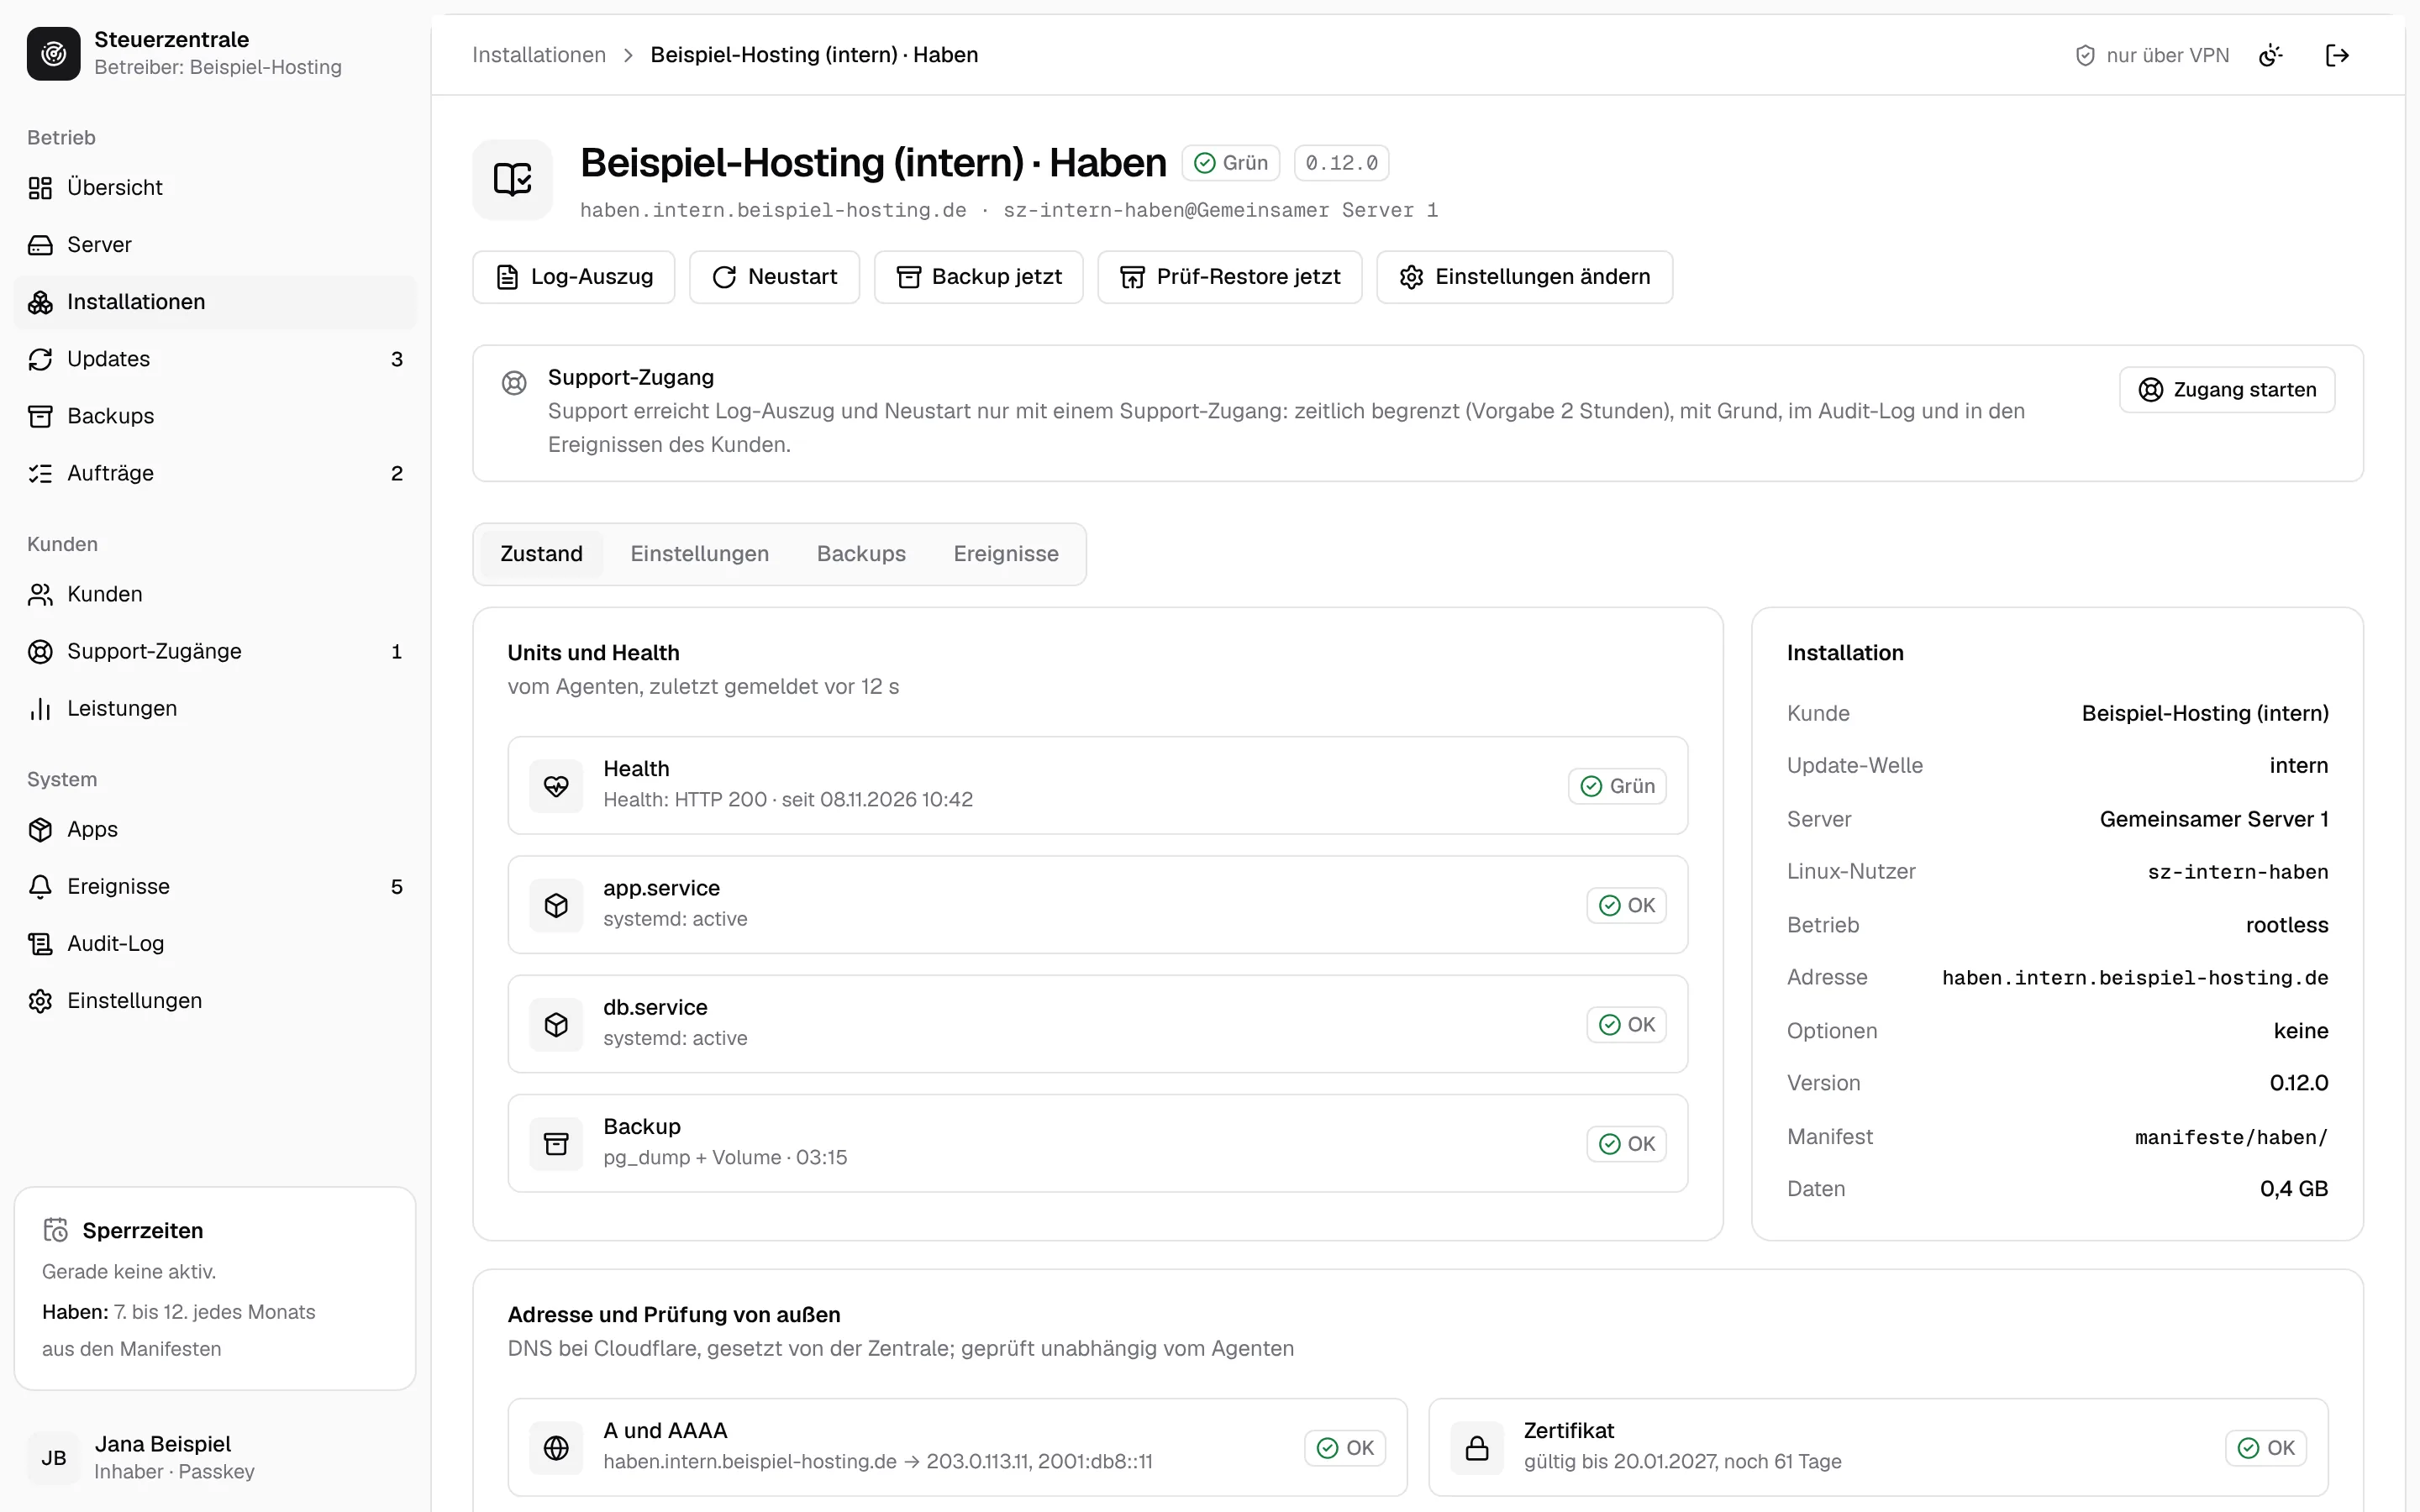 Steuerzentrale
Betreiber: Beispiel-Hosting
Betrieb
Übersicht
Server
Installationen
Updates 3
Backups
Aufträge 2
Kunden
Kunden
Support-Zugänge 1
Leistungen
System
Apps
Ereignisse 5
Audit-Log
Einstellungen
Sperrzeiten
Gerade keine aktiv.
Haben: 7. bis 12. jedes Monats
aus den Manifesten
JB
Jana Beispiel
Inhaber · Passkey
Installationen > Beispiel-Hosting (intern) · Haben
nur über VPN
Beispiel-Hosting (intern) · Haben Grün 0.12.0
haben.intern.beispiel-hosting.de · sz-intern-haben@Gemeinsamer Server 1
Log-Auszug Neustart Backup jetzt Prüf-Restore jetzt Einstellungen ändern
Support-Zugang
Support erreicht Log-Auszug und Neustart nur mit einem Support-Zugang: zeitlich begrenzt (Vorgabe 2 Stunden), mit Grund, im Audit-Log und in den
Ereignissen des Kunden.
Zugang starten
Zustand Einstellungen Backups Ereignisse
Units und Health
vom Agenten, zuletzt gemeldet vor 12 s
Health
Health: HTTP 200 · seit 08.11.2026 10:42
Grün
app.service
systemd: active
OK
db.service
systemd: active
OK
Backup
pg_dump + Volume · 03:15
OK
Installation
Kunde Beispiel-Hosting (intern)
Update-Welle intern
Server Gemeinsamer Server 1
Linux-Nutzer sz-intern-haben
Betrieb rootless
Adresse haben.intern.beispiel-hosting.de
Optionen keine
Version 0.12.0
Manifest manifeste/haben/
Daten 0,4 GB
Adresse und Prüfung von außen
DNS bei Cloudflare, gesetzt von der Zentrale; geprüft unabhängig vom Agenten
A und AAAA
haben.intern.beispiel-hosting.de → 203.0.113.11, 2001:db8::11
OK
Zertifikat
gültig bis 20.01.2027, noch 61 Tage
OK